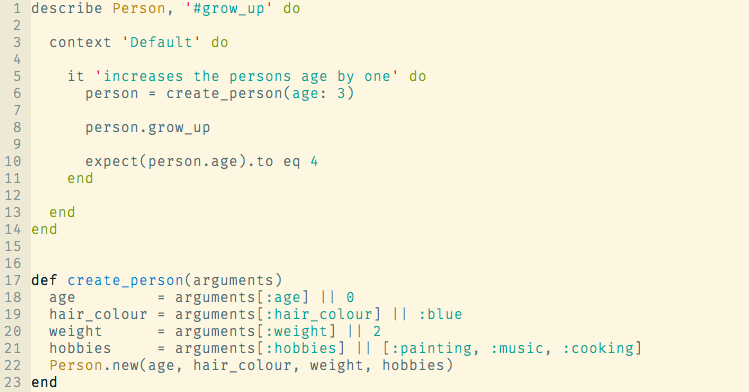 1 describe Person, '#grow_up' do
2
3   context 'Default' do
4
5     it 'increases the persons age by one' do
6       person = create_person(age: 3)
7
8       person.grow_up
9
10       expect(person.age).to eq 4
11     end
12
13   end
14 end
15
16
17 def create_person(arguments)
18   age         = arguments[:age] || 0
19   hair_colour = arguments[:hair_colour] || :blue
20   weight      = arguments[:weight] || 2
21   hobbies     = arguments[:hobbies] || [:painting, :music, :cooking]
22   Person.new(age, hair_colour, weight, hobbies)
23 end